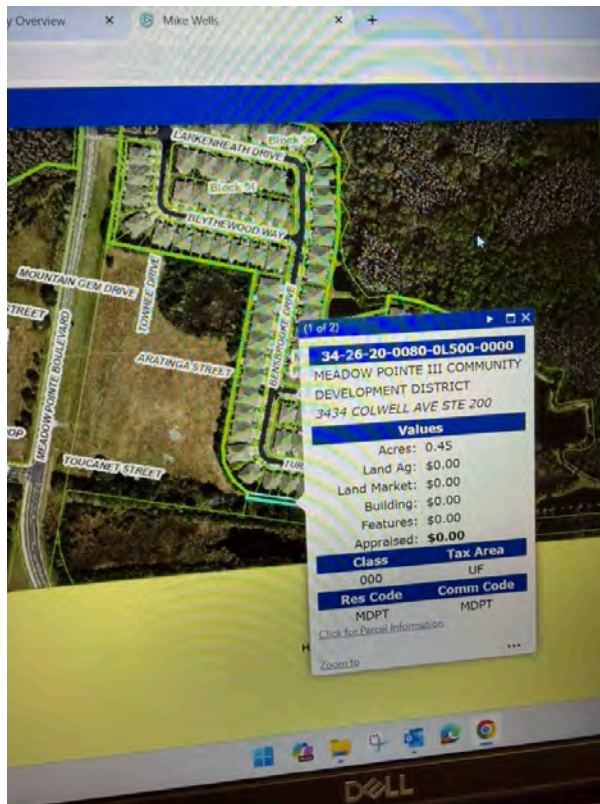 y Overview
Mike Wells
LARKENHEATH DRIVE
Block 50
Block 51
BLYTHEWOOD WAY
MOUNTAIN GEM DRIVE
TOWHEE DRIVE
STREET
BENSBROOKE DRIVE
ARATINGA STREET
MEADOW POINTE BOULEVARD
OP
TOUCANET STREET
TUR
(1 of 2)
34-26-20-0080-0L500-0000
MEADOW POINTE III COMMUNITY
DEVELOPMENT DISTRICT
3434 COLWELL AVE STE 200
Values
Acres: 0.45
Land Ag: $0.00
Land Market: $0.00
Building: $0.00
Features: $0.00
Appraised: $0.00
Class Tax Area
000 UF
Res Code Comm Code
MDPT MDPT
Click for Parcel Information
H
Zoom to
DELL